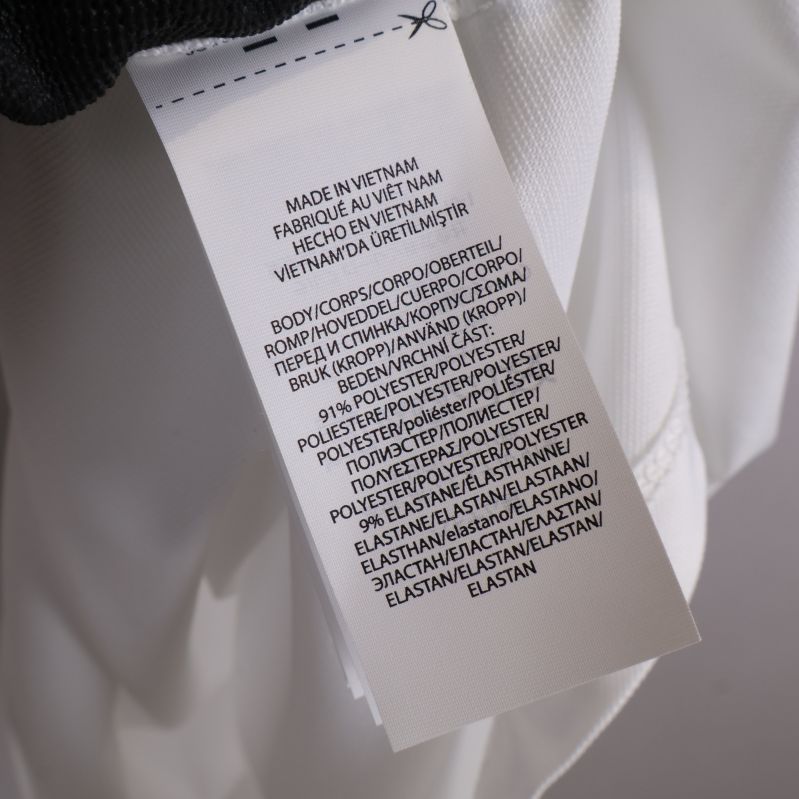 MADE IN VIETNAM
FABRIQUÉ AU VIÊT NAM
HECHO EN VIETNAM
VİETNAM'DA ÜRETİLMİŞTİR
BODY/CORPS/CORPO/OBERTEIL/
ROMP/HOVEDDEL/CUERPO/CORPO/
ПЕРЕД И СПИНКА/КОРПУС/ΣΩΜΑ/
BRUK (KROPP)/ANVÄND (KROPP)/
BEDEN/VRCHNÍ ČÁST:
91% POLYESTER/POLYESTER/
POLIESTERE/POLYESTER/POLYESTER/
POLYESTER/poliéster/POLIÉSTER/
ПОЛИЭСТЕР/ПОЛИЕСТЕР/
ΠΟΛΥΕΣΤΕΡΑΣ/POLYESTER/
POLYESTER/POLYESTER/POLYESTER
9% ELASTANE/ÉLASTHANNE/
ELASTANE/ELASTAN/ELASTAAN/
ELASTHAN/elastano/ELASTANO/
ЭЛАСТАН/ЕЛАСТАН/ΕΛΑΣΤΑΝ/
ELASTAN/ELASTAN/ELASTAN/
ELASTAN